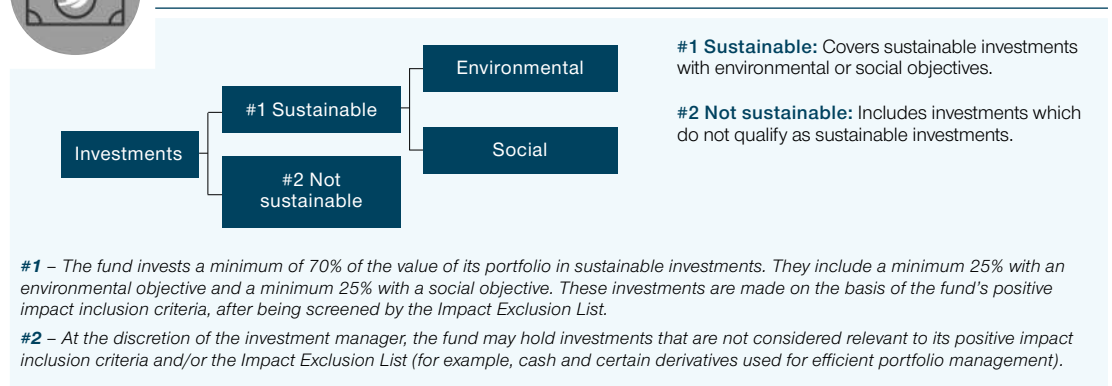 Investments
#1 Sustainable
#2 Not
sustainable
Environmental
Social
#1 Sustainable: Covers sustainable investments
with environmental or social objectives.
#2 Not sustainable: Includes investments which
do not qualify as sustainable investments.
#1 – The fund invests a minimum of 70% of the value of its portfolio in sustainable investments. They include a minimum 25% with an
environmental objective and a minimum 25% with a social objective. These investments are made on the basis of the fund’s positive
impact inclusion criteria, after being screened by the Impact Exclusion List.
#2 – At the discretion of the investment manager, the fund may hold investments that are not considered relevant to its positive impact
inclusion criteria and/or the Impact Exclusion List (for example, cash and certain derivatives used for efficient portfolio management).